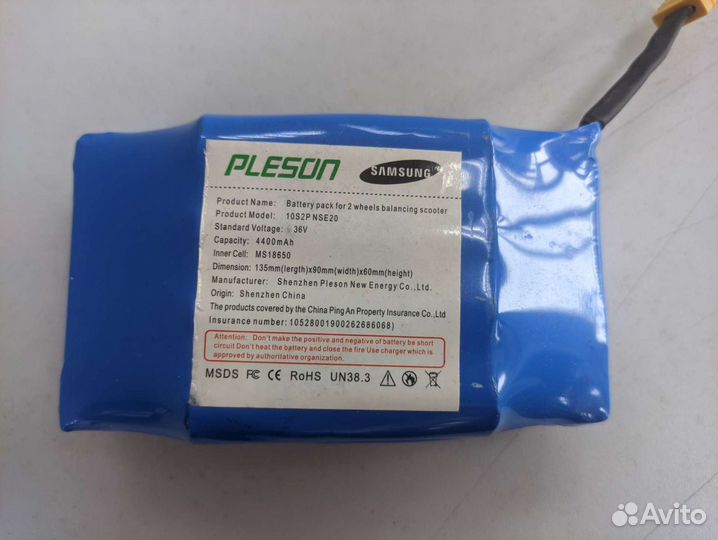 PLESON SAMSUNG
Product Name: Battery pack for 2 wheels balancing scooter
Product Model: 10S2P NSE20
Standard Voltage: 36V
Capacity: 4400mAh
Inner Cell: MS18650
Dimension: 135mm(length)x90mm(width)x60mm(height)
Manufacturer: Shenzhen Pleson New Energy Co.,Ltd.
Origin: Shenzhen China
The products covered by the China Ping An Property Insurance Co.,Ltd
Insurance number: 10528001900262686068)
Attention: Don't make the positive and negative of battery be short
circuit Don't heat the battery and close the fire Use charger which is
approved by authoritative organization.
MSDS FC CE RoHS UN38.3
Avito